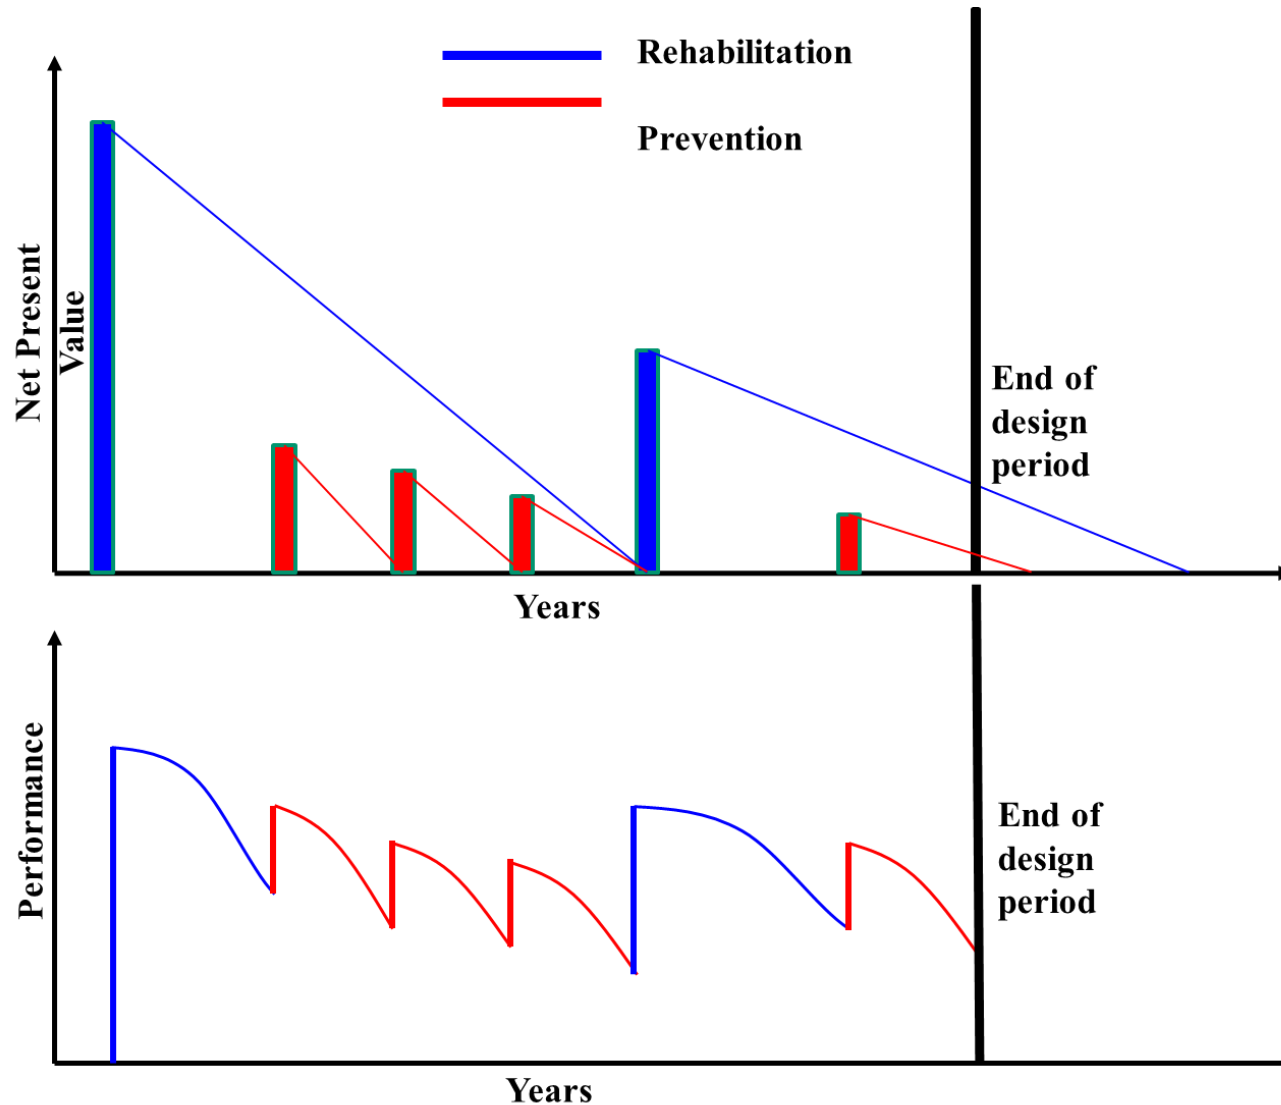 Rehabilitation
Prevention
Net Present
Value
End of
design
period
Years
Performance
End of
design
period
Years